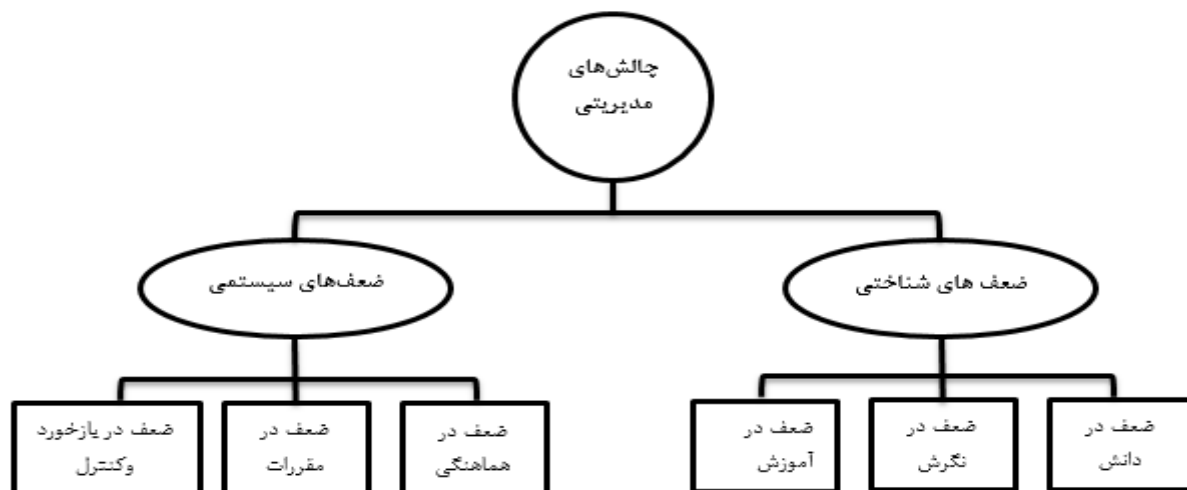 چالش‌های
مدیریتی
ضعف های شناختی
ضعف‌های سیستمی
ضعف در
دانش
ضعف در
نگرش
ضعف در
آموزش
ضعف در
هماهنگی
ضعف در
مقررات
ضعف در یازخورد
وکنترل